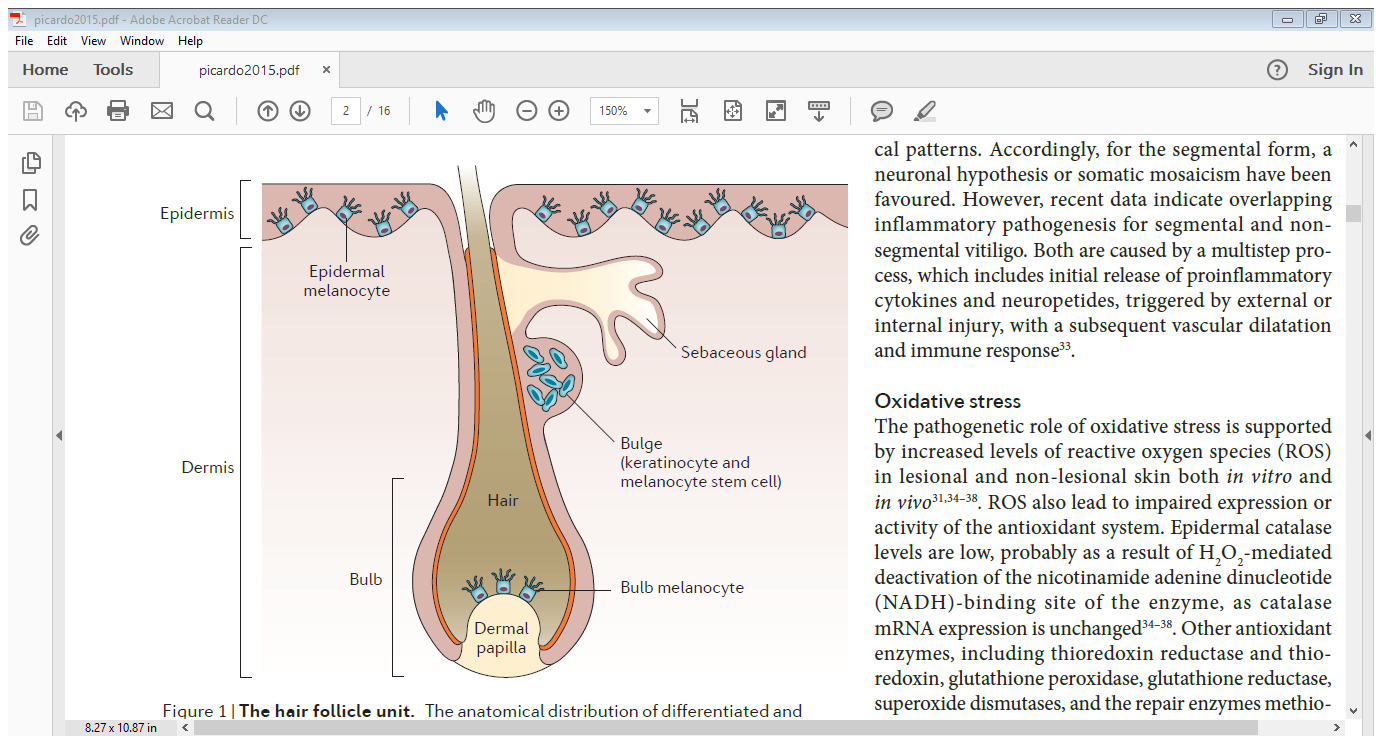 picardo2015.pdf - Adobe Acrobat Reader DC
File Edit View Window Help
Home Tools picardo2015.pdf × ? Sign In
2 / 16 150%
Epidermis
Epidermal
melanocyte
Sebaceous gland
Bulge
(keratinocyte and
melanocyte stem cell)
Dermis
Hair
Bulb
Bulb melanocyte
Dermal
papilla
Figure 1 | The hair follicle unit. The anatomical distribution of differentiated and
cal patterns. Accordingly, for the segmental form, a
neuronal hypothesis or somatic mosaicism have been
favoured. However, recent data indicate overlapping
inflammatory pathogenesis for segmental and non-
segmental vitiligo. Both are caused by a multistep pro-
cess, which includes initial release of proinflammatory
cytokines and neuropetides, triggered by external or
internal injury, with a subsequent vascular dilatation
and immune response³³.
Oxidative stress
The pathogenetic role of oxidative stress is supported
by increased levels of reactive oxygen species (ROS)
in lesional and non-lesional skin both in vitro and
in vivo³¹,³⁴⁻³⁸. ROS also lead to impaired expression or
activity of the antioxidant system. Epidermal catalase
levels are low, probably as a result of H₂O₂-mediated
deactivation of the nicotinamide adenine dinucleotide
(NADH)-binding site of the enzyme, as catalase
mRNA expression is unchanged³⁴⁻³⁸. Other antioxidant
enzymes, including thioredoxin reductase and thio-
redoxin, glutathione peroxidase, glutathione reductase,
superoxide dismutases, and the repair enzymes methio-
8.27 x 10.87 in